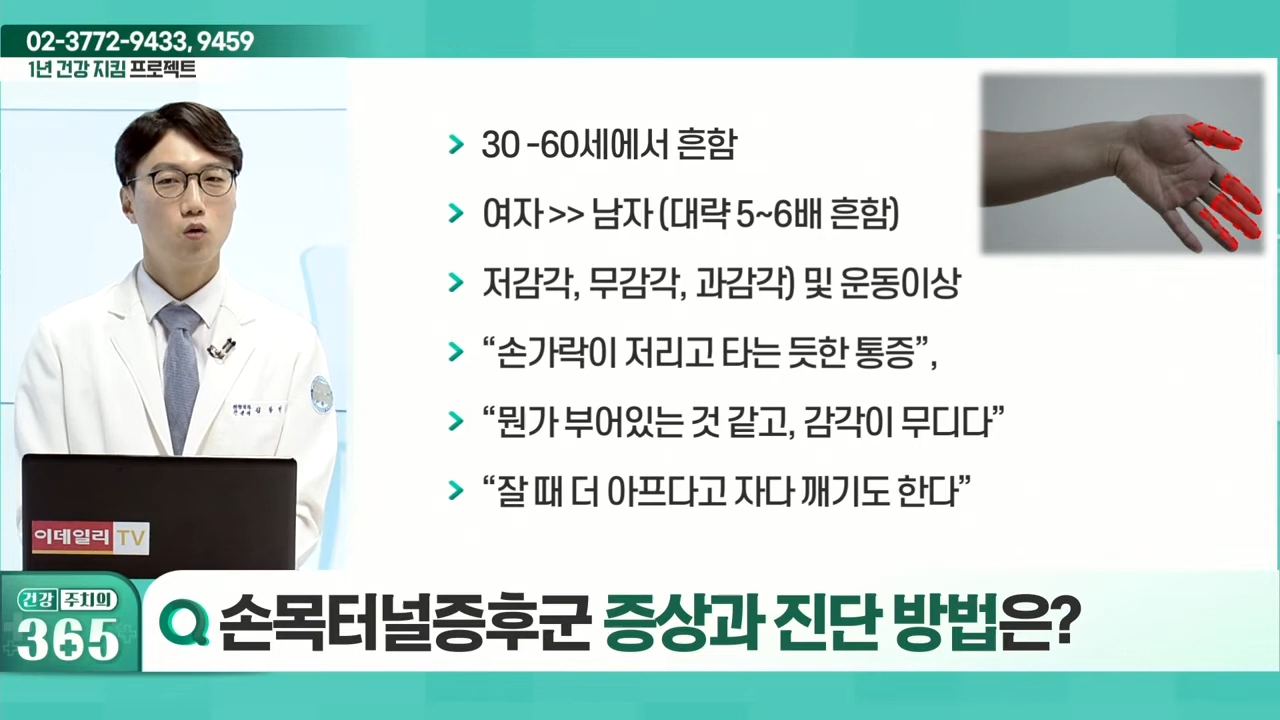 02-3772-9433, 9459
1년 건강 지킴 프로젝트
30 -60세에서 흔함
여자 >> 남자 (대략 5~6배 흔함)
저감각, 무감각, 과감각) 및 운동이상
“손가락이 저리고 타는 듯한 통증”,
“뭔가 부어있는 것 같고, 감각이 무디다”
“잘 때 더 아프다고 자다 깨기도 한다”
이데일리 TV
건강 주치의
365
Q 손목터널증후군 증상과 진단 방법은?